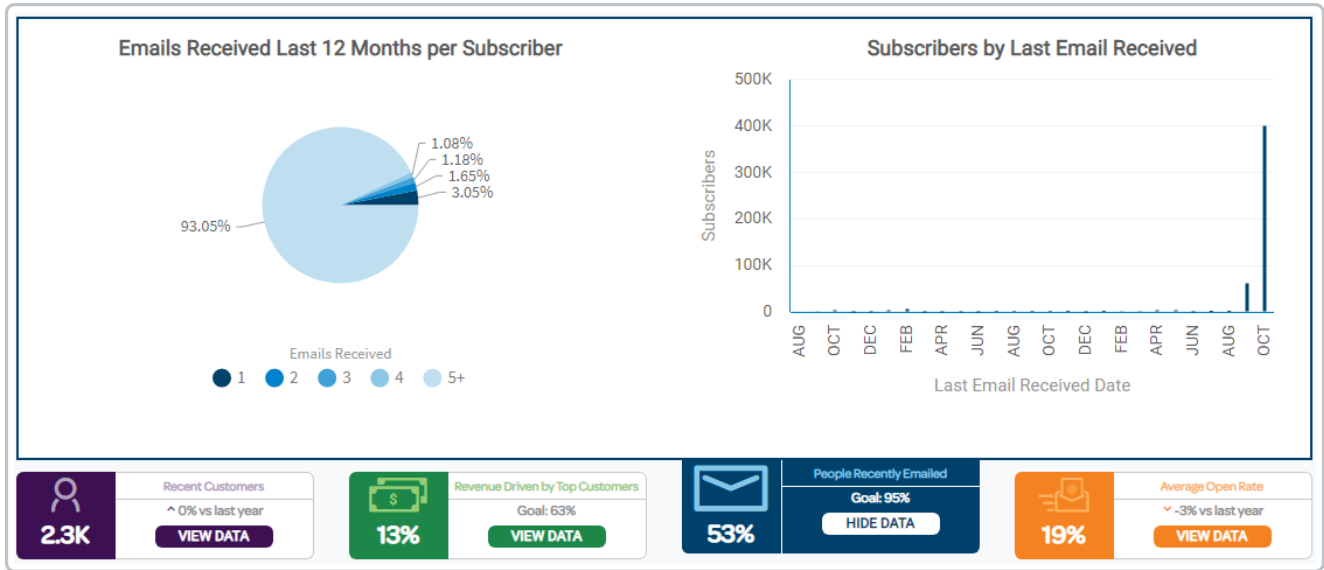 Emails Received Last 12 Months per Subscriber
1.08%
1.18%
1.65%
3.05%
93.05%
Emails Received
1 2 3 4 5+
Subscribers by Last Email Received
500K
400K
300K
200K
100K
0
Subscribers
AUG OCT DEC FEB APR JUN AUG OCT DEC FEB APR JUN AUG OCT
Last Email Received Date
2.3K
Recent Customers
^ 0% vs last year
VIEW DATA
$
13%
Revenue Driven by Top Customers
Goal: 63%
VIEW DATA
53%
People Recently Emailed
Goal: 95%
HIDE DATA
@
19%
Average Open Rate
-3% vs last year
VIEW DATA